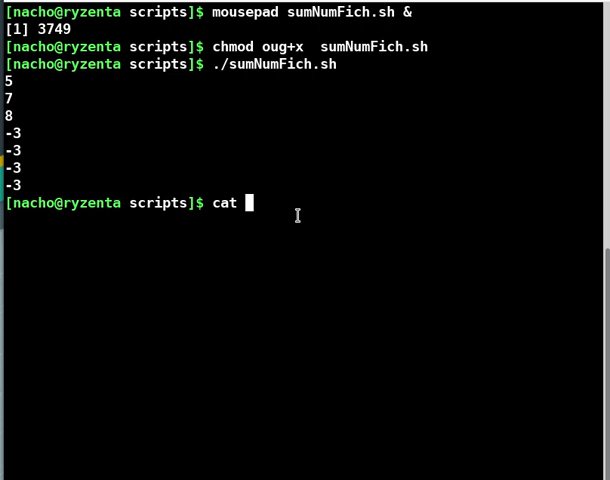 [nacho@ryzenta scripts]$ mousepad sumNumFich.sh &
[1] 3749
[nacho@ryzenta scripts]$ chmod oug+x  sumNumFich.sh
[nacho@ryzenta scripts]$ ./sumNumFich.sh
5
7
8
-3
-3
-3
-3
[nacho@ryzenta scripts]$ cat